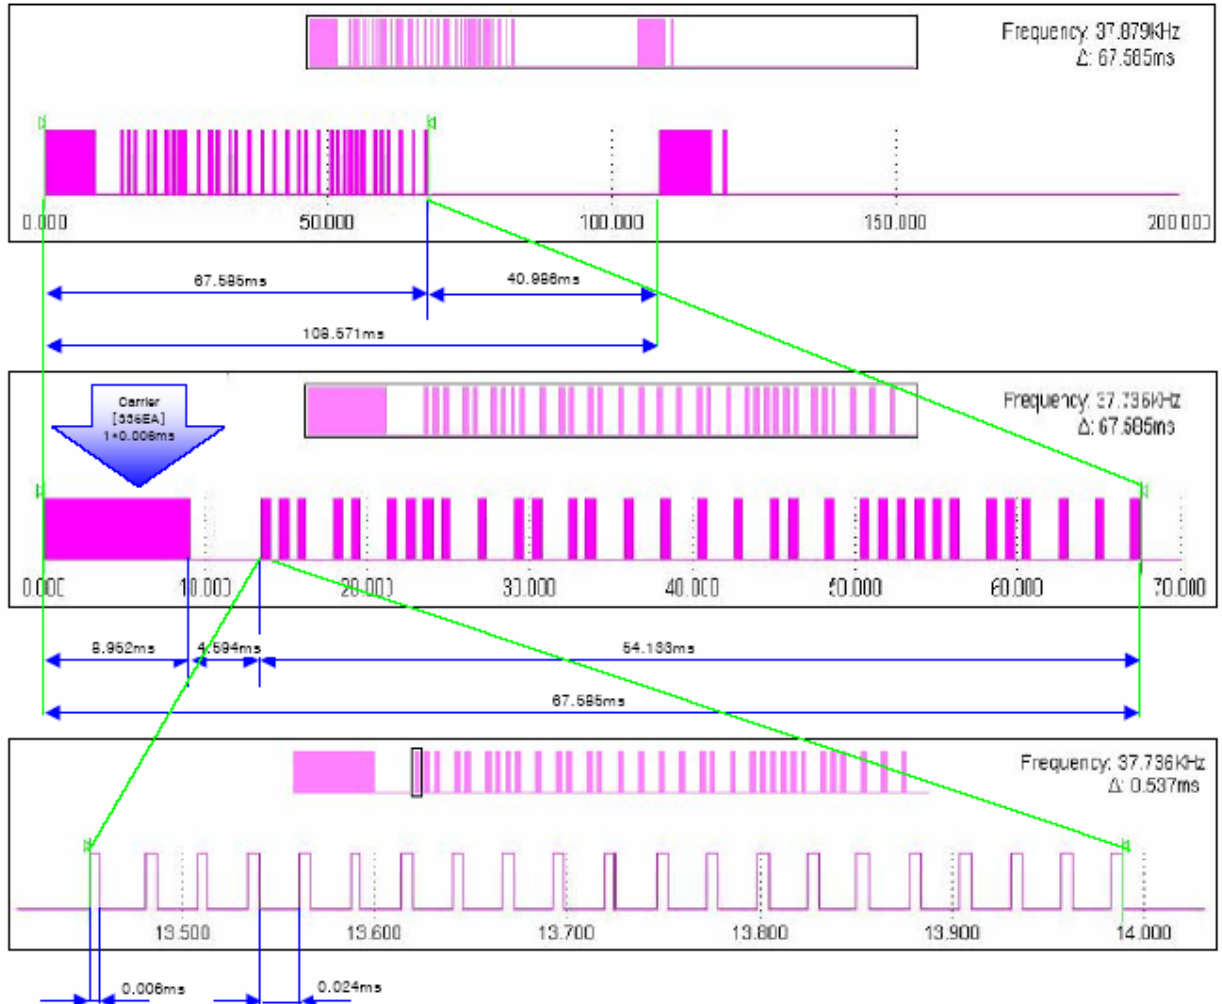 Frequency: 37.879KHz
Δ: 67.585ms
0.000 50.000 100.000 150.000 200.000
67.585ms 40.986ms
108.571ms
Carrier
1*0.006ms
Frequency: 37.736KHz
Δ: 67.585ms
0.000 10.000 20.000 30.000 40.000 50.000 60.000 70.000
8.952ms 4.594ms 54.133ms
67.585ms
Frequency: 37.736KHz
Δ: 0.537ms
13.500 13.600 13.700 13.800 13.900 14.000
0.006ms 0.024ms